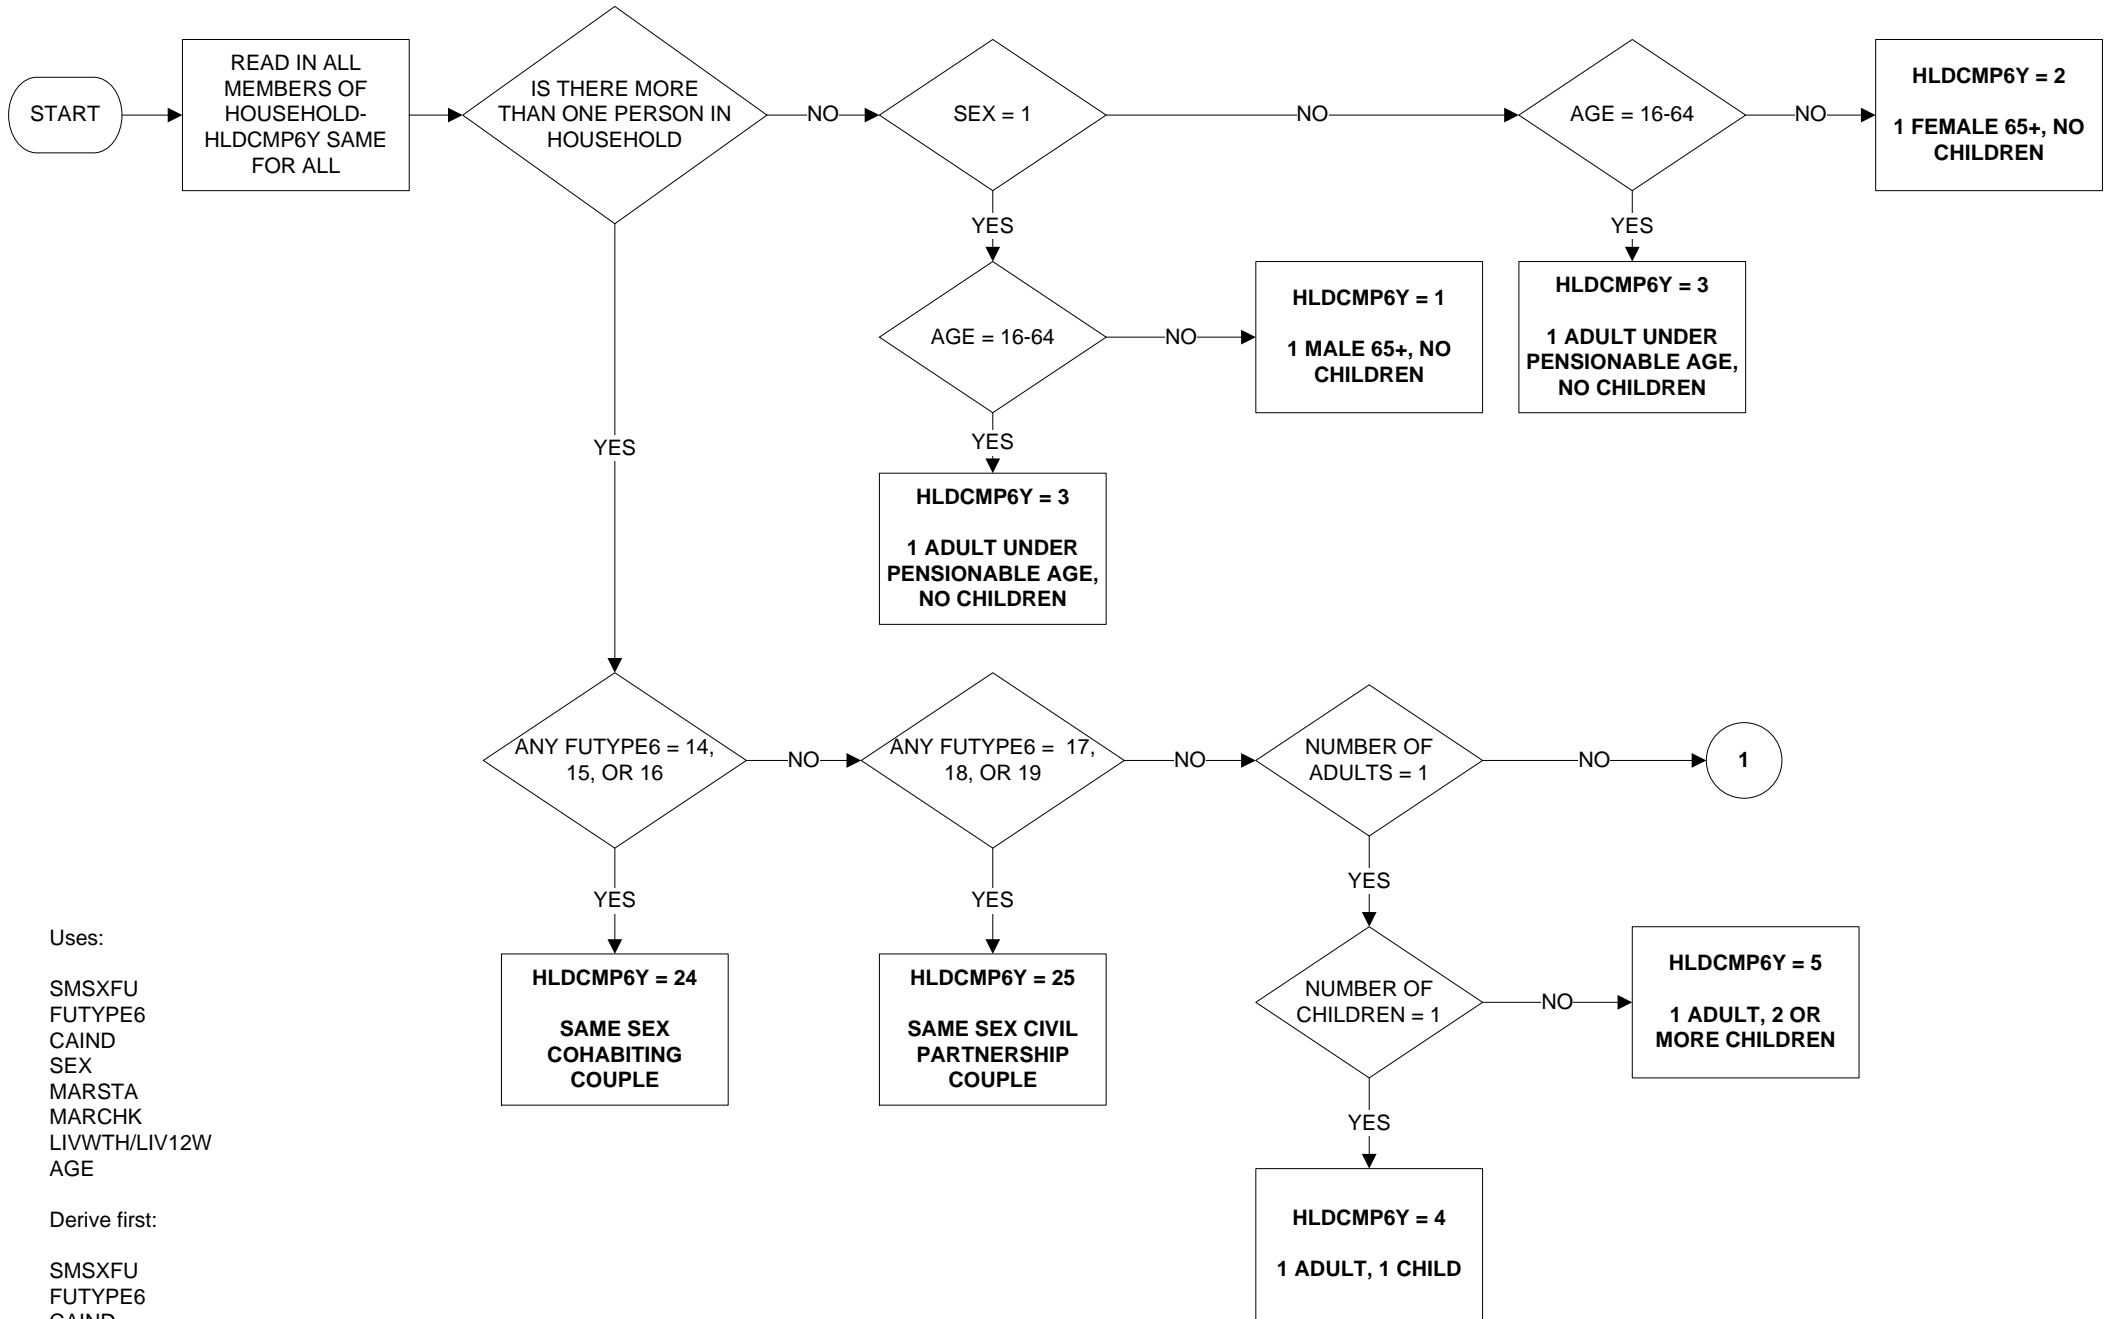 START
READ IN ALL
MEMBERS OF
HOUSEHOLD-
HLDCMP6Y SAME
FOR ALL
IS THERE MORE
THAN ONE PERSON IN
HOUSEHOLD
NO
SEX = 1
NO
AGE = 16-64
NO
HLDCMP6Y = 2
1 FEMALE 65+, NO
CHILDREN
YES
YES
AGE = 16-64
NO
HLDCMP6Y = 1
1 MALE 65+, NO
CHILDREN
HLDCMP6Y = 3
1 ADULT UNDER
PENSIONABLE AGE,
NO CHILDREN
YES
YES
HLDCMP6Y = 3
1 ADULT UNDER
PENSIONABLE AGE,
NO CHILDREN
ANY FUTYPE6 = 14,
15, OR 16
NO
ANY FUTYPE6 = 17,
18, OR 19
NO
NUMBER OF
ADULTS = 1
NO
1
YES
YES
YES
HLDCMP6Y = 24
SAME SEX
COHABITING
COUPLE
HLDCMP6Y = 25
SAME SEX CIVIL
PARTNERSHIP
COUPLE
NUMBER OF
CHILDREN = 1
NO
HLDCMP6Y = 5
1 ADULT, 2 OR
MORE CHILDREN
YES
HLDCMP6Y = 4
1 ADULT, 1 CHILD
Uses:
SMSXFU
FUTYPE6
CAIND
SEX
MARSTA
MARCHK
LIVWTH/LIV12W
AGE
Derive first:
SMSXFU
FUTYPE6
CAIND